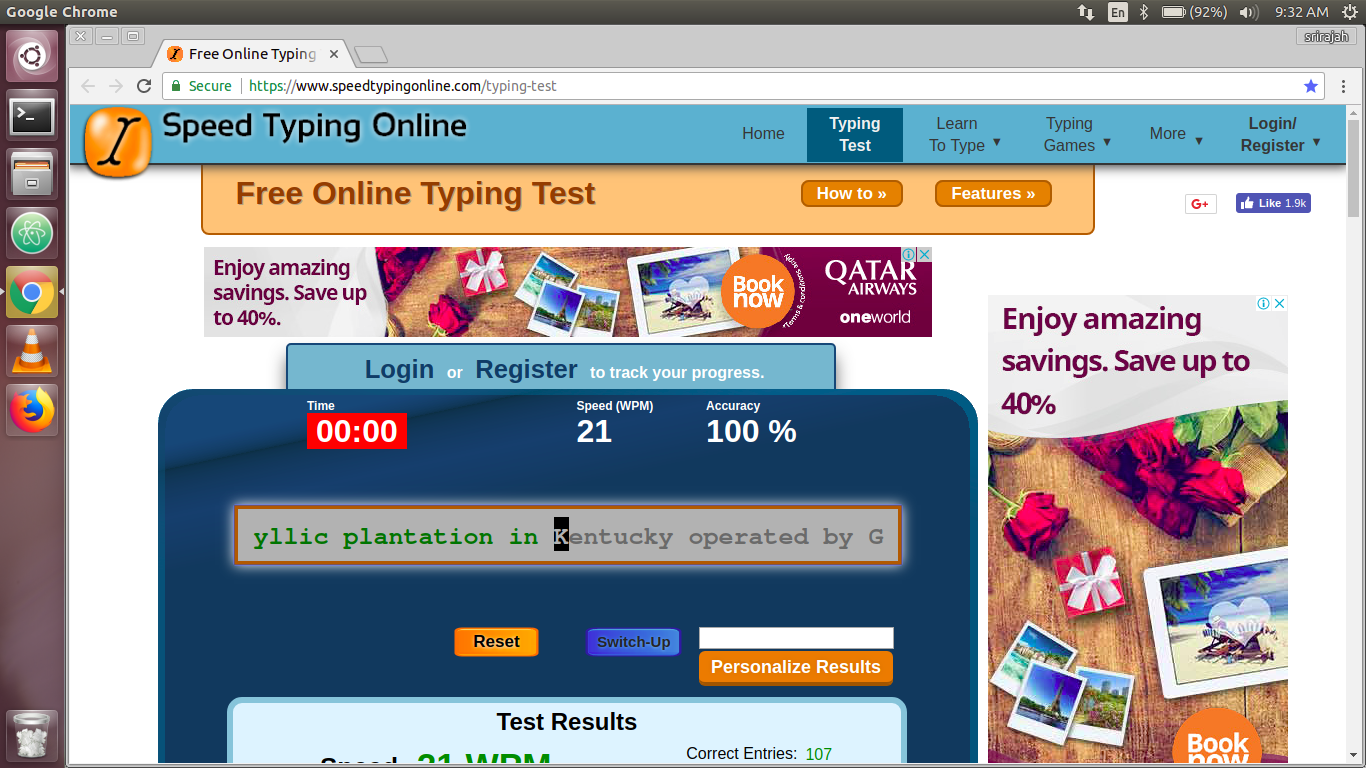 Google Chrome
En
(92%)
9:32 AM
srirajah
Free Online Typing
Secure
https://www.speedtypingonline.com/typing-test
Speed Typing Online
Home
Typing
Test
Learn
To Type
Typing
Games
More
Login/
Register
Free Online Typing Test
How to »
Features »
G+
Like 1.9k
Enjoy amazing
savings. Save up
to 40%.
Book
now
*Terms & conditions apply
QATAR
AIRWAYS
oneworld
Enjoy amazing
savings. Save up to
40%
Login or Register to track your progress.
Time
00:00
Speed (WPM)
21
Accuracy
100 %
yllic plantation in Kentucky operated by G
Reset
Switch-Up
Personalize Results
Test Results
Speed: 21 WPM
Correct Entries: 107
Book
now